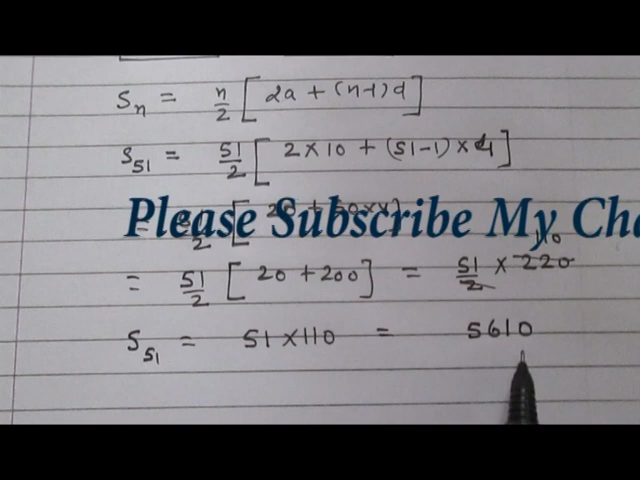 Sn = n/2 [ 2a + (n-1)d ]
S51 = 51/2 [ 2×10 + (51-1)×4 ]
Please Subscribe My Cha
= 51/2 [ 20 + 200 ] = 51/2 × 220
S51 = 51×110 = 5610